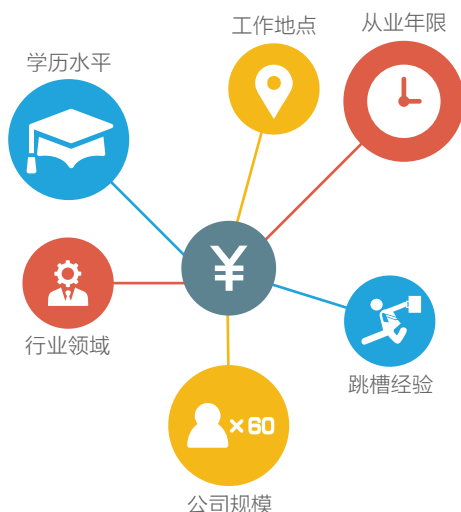 工作地点
从业年限
学历水平
¥
行业领域
跳槽经验
×60
公司规模